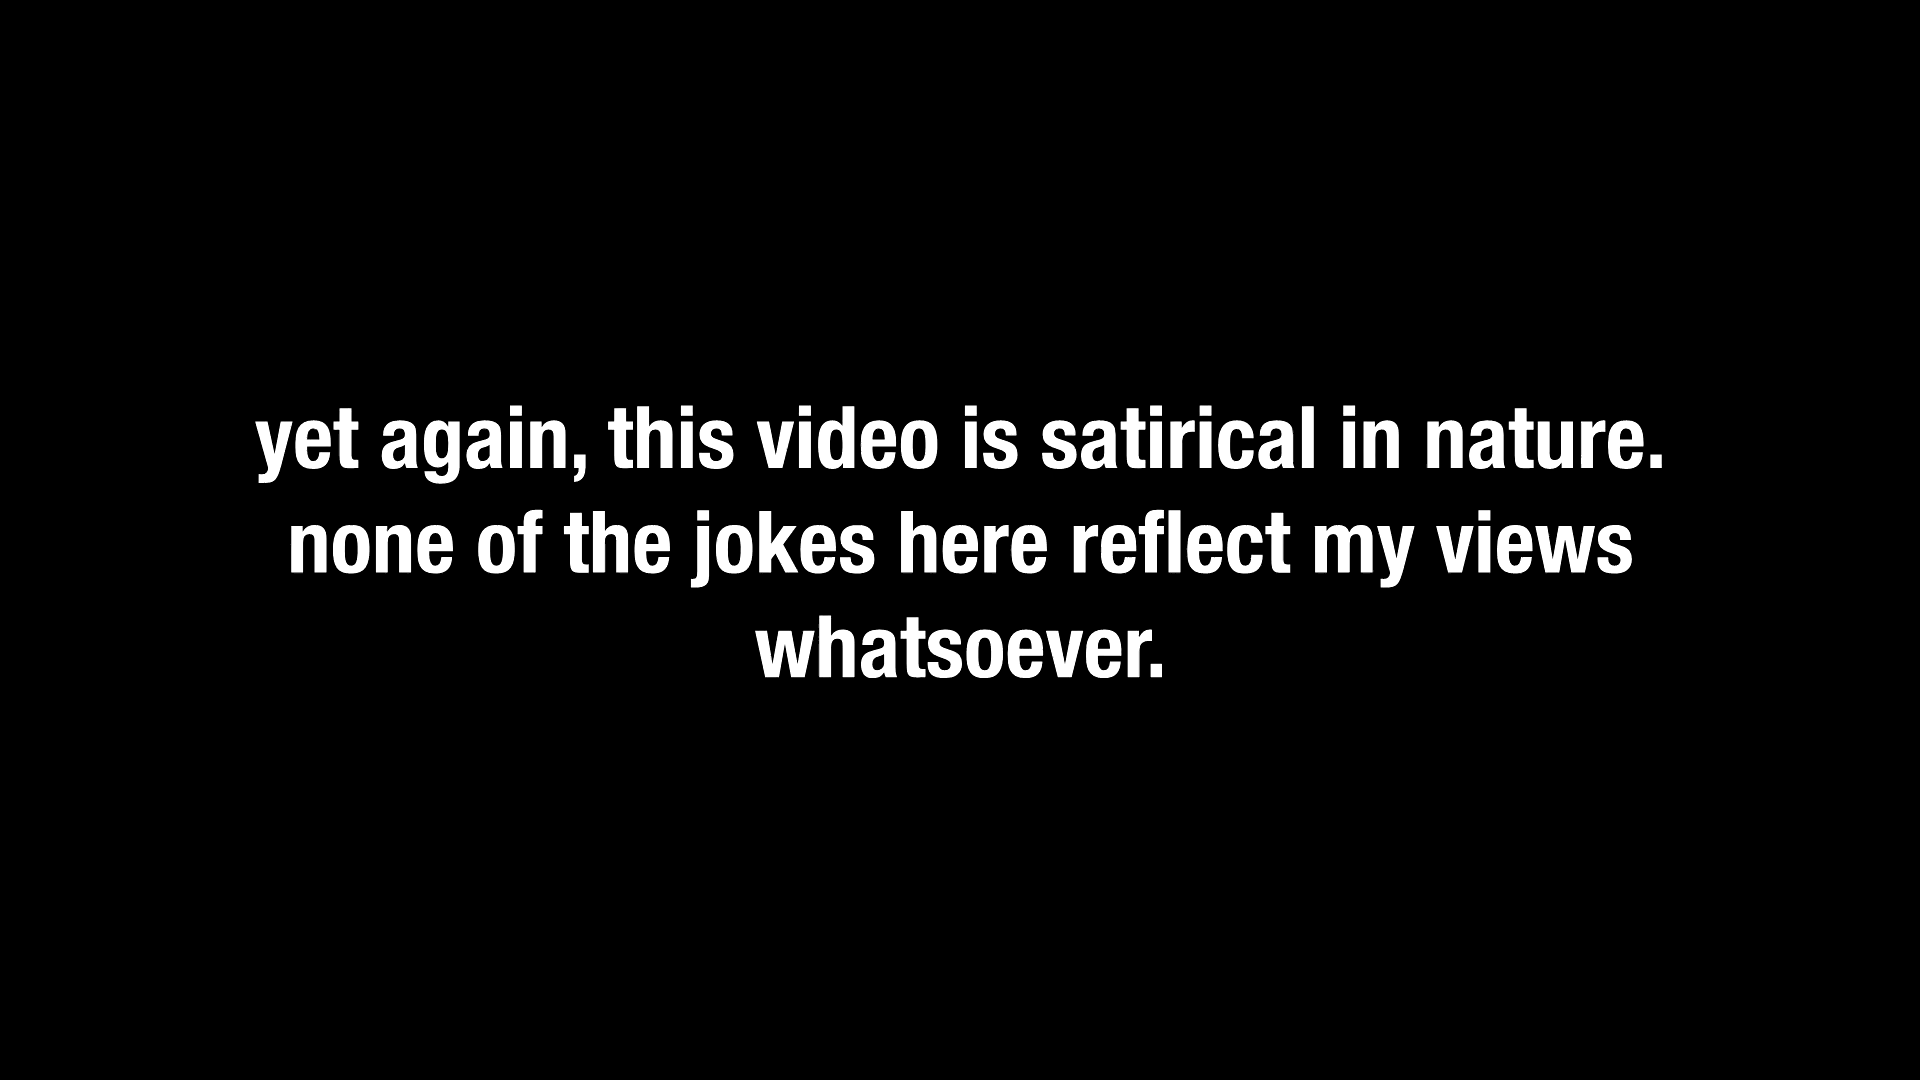 yet again, this video is satirical in nature.
none of the jokes here reflect my views
whatsoever.